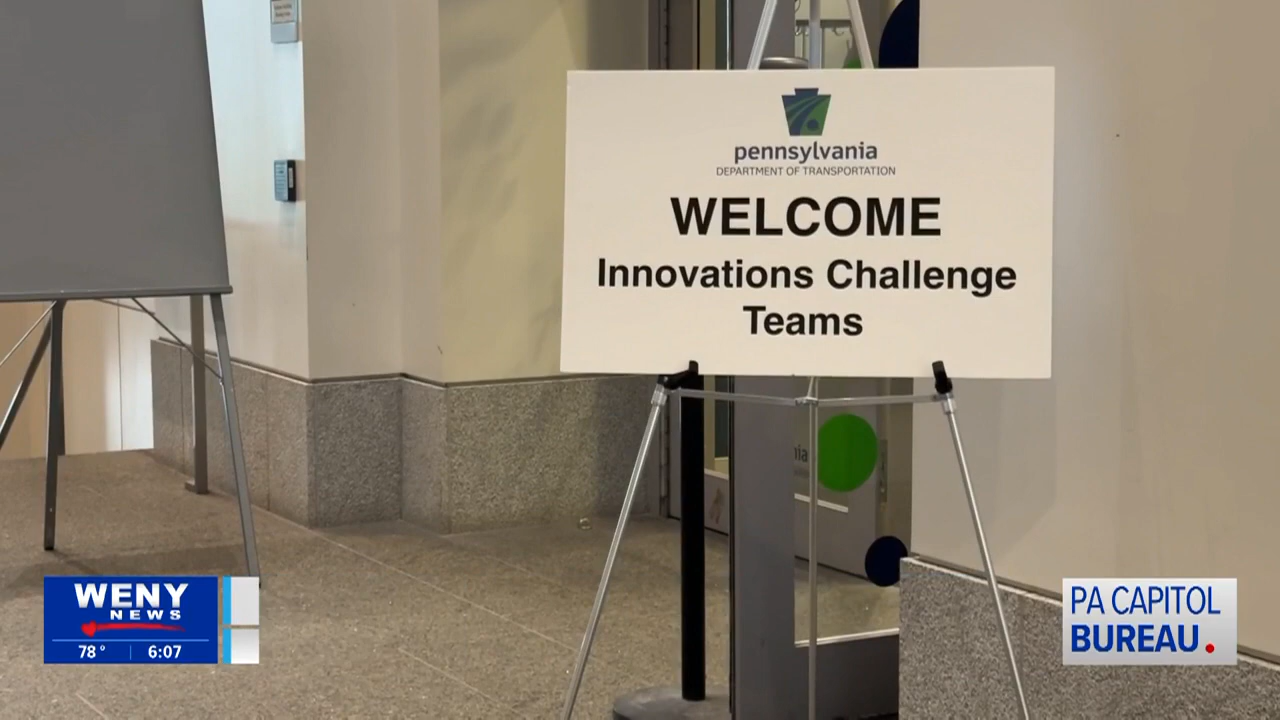 pennsylvania
DEPARTMENT OF TRANSPORTATION
WELCOME
Innovations Challenge
Teams
WENY
NEWS
78° 6:07
PA CAPITOL
BUREAU.